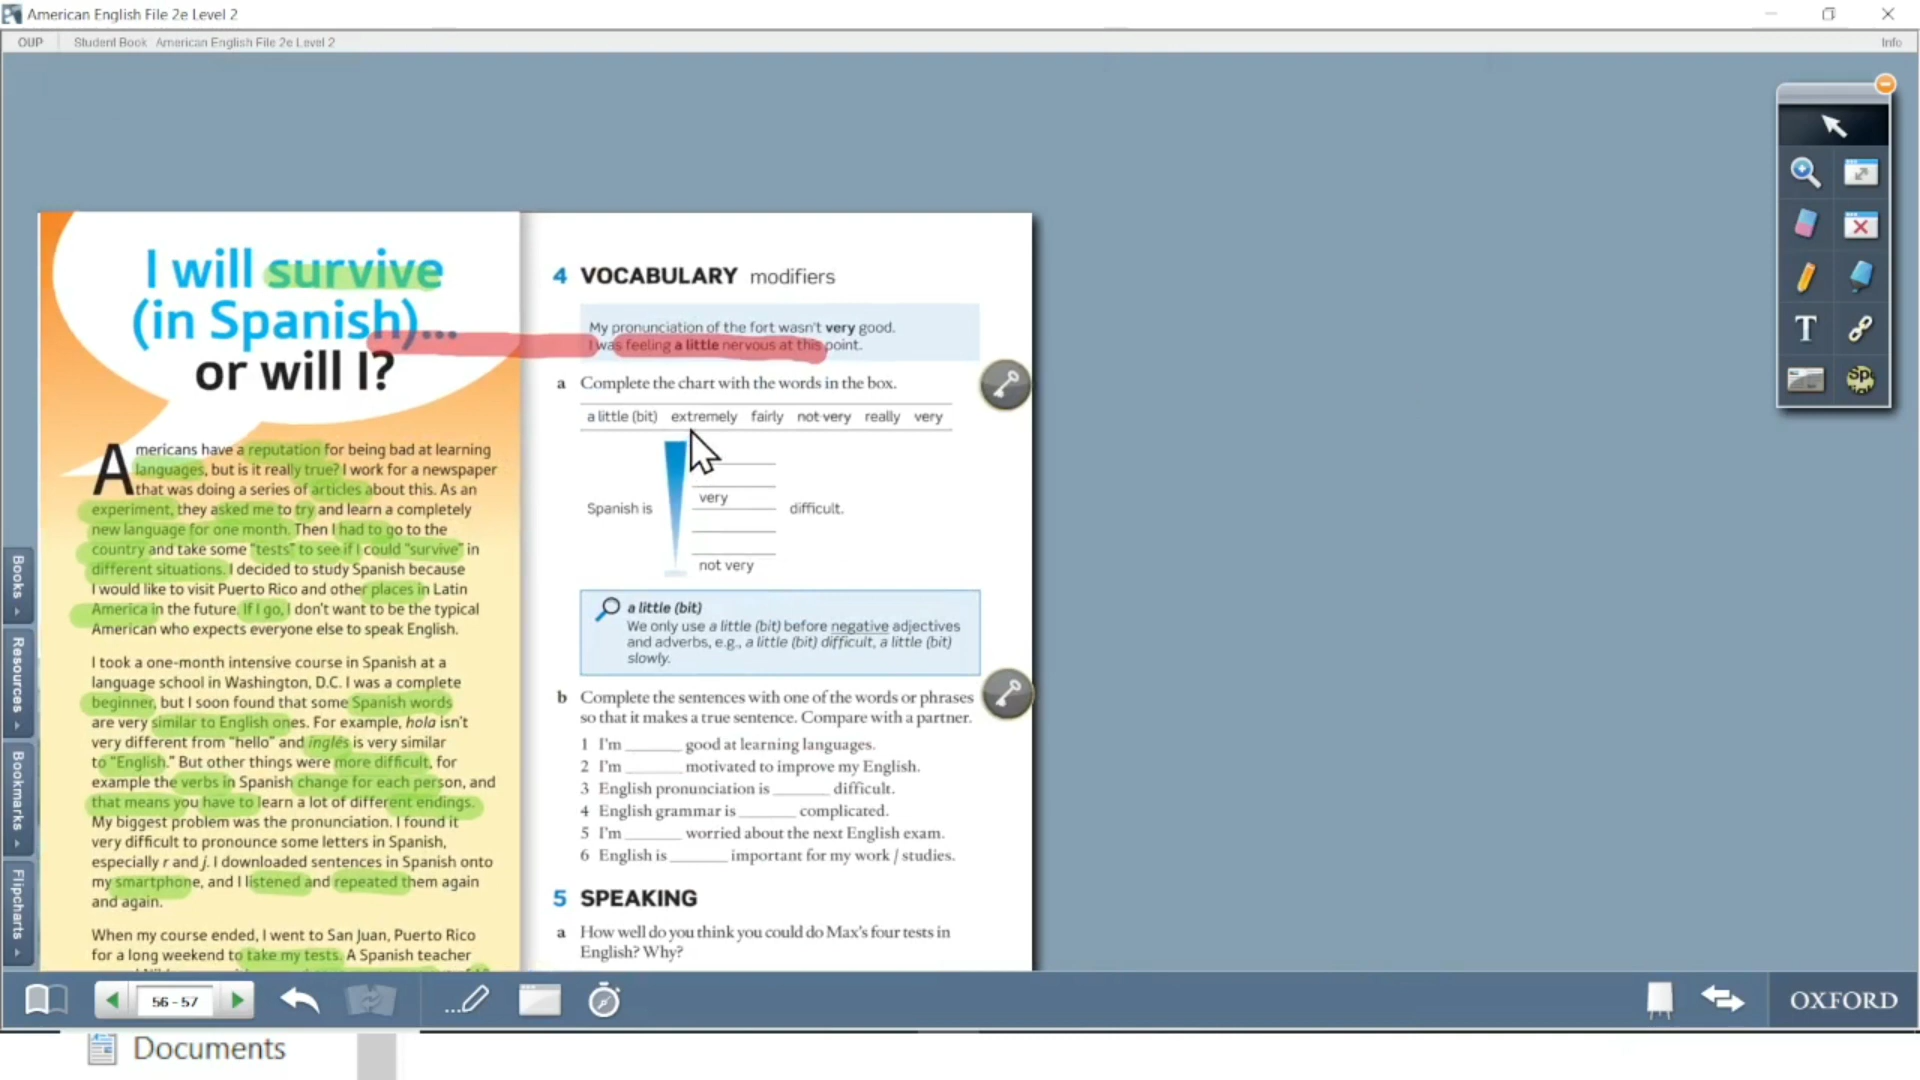 American English File 2e Level 2
OUP
Student Book American English File 2e Level 2
Info
I will survive
(in Spanish)...
or will I?
Americans have a reputation for being bad at learning
languages, but is it really true? I work for a newspaper
that was doing a series of articles about this. As an
experiment, they asked me to try and learn a completely
new language for one month. Then I had to go to the
country and take some "tests" to see if I could "survive" in
different situations. I decided to study Spanish because
I would like to visit Puerto Rico and other places in Latin
America in the future. If I go, I don't want to be the typical
American who expects everyone else to speak English.
I took a one-month intensive course in Spanish at a
language school in Washington, D.C. I was a complete
beginner, but I soon found that some Spanish words
are very similar to English ones. For example, hola isn't
very different from "hello" and inglés is very similar
to "English." But other things were more difficult, for
example the verbs in Spanish change for each person, and
that means you have to learn a lot of different endings.
My biggest problem was the pronunciation. I found it
very difficult to pronounce some letters in Spanish,
especially r and j. I downloaded sentences in Spanish onto
my smartphone, and I listened and repeated them again
and again.
When my course ended, I went to San Juan, Puerto Rico
for a long weekend to take my tests. A Spanish teacher
4 VOCABULARY modifiers
My pronunciation of the fort wasn't very good.
I was feeling a little nervous at this point.
a Complete the chart with the words in the box.
a little (bit) extremely fairly not very really very
Spanish is
very
difficult.
not very
a little (bit)
We only use a little (bit) before negative adjectives
and adverbs, e.g., a little (bit) difficult, a little (bit)
slowly.
b Complete the sentences with one of the words or phrases
so that it makes a true sentence. Compare with a partner.
1 I'm ______ good at learning languages.
2 I'm ______ motivated to improve my English.
3 English pronunciation is ______ difficult.
4 English grammar is ______ complicated.
5 I'm ______ worried about the next English exam.
6 English is ______ important for my work / studies.
5 SPEAKING
a How well do you think you could do Max's four tests in
English? Why?
Books
Resources
Bookmarks
Flipcharts
T
56 - 57
OXFORD
Documents